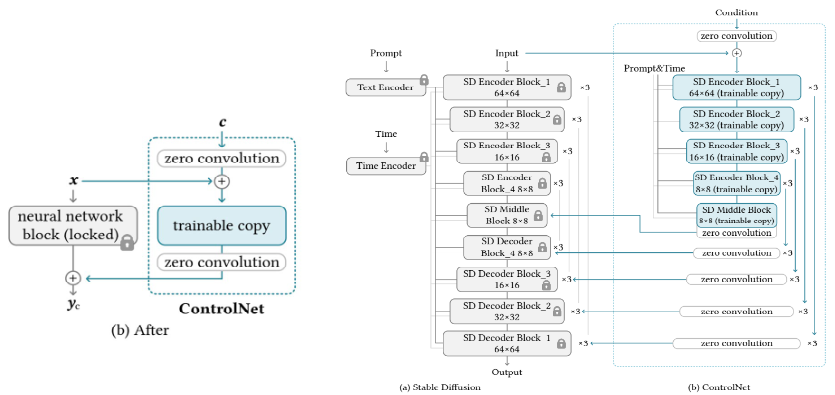 c
zero convolution
x
+
neural network
block (locked)
trainable copy
zero convolution
+
y_c
ControlNet
(b) After
Prompt
Input
Text Encoder
Time
Time Encoder
SD Encoder Block_1
64×64
×3
SD Encoder Block_2
32×32
×3
SD Encoder Block_3
16×16
×3
SD Encoder
Block_4 8×8
×3
SD Middle
Block 8×8
SD Decoder
Block_4 8×8
×3
SD Decoder Block_3
16×16
×3
SD Decoder Block_2
32×32
×3
SD Decoder Block 1
64×64
×3
Output
(a) Stable Diffusion
Condition
zero convolution
+
Prompt&Time
SD Encoder Block_1
64×64 (trainable copy)
×3
SD Encoder Block_2
32×32 (trainable copy)
×3
SD Encoder Block_3
16×16 (trainable copy)
×3
SD Encoder Block_4
8×8 (trainable copy)
×3
SD Middle Block
8×8 (trainable copy)
zero convolution
zero convolution
×3
zero convolution
×3
zero convolution
×3
zero convolution
×3
(b) ControlNet